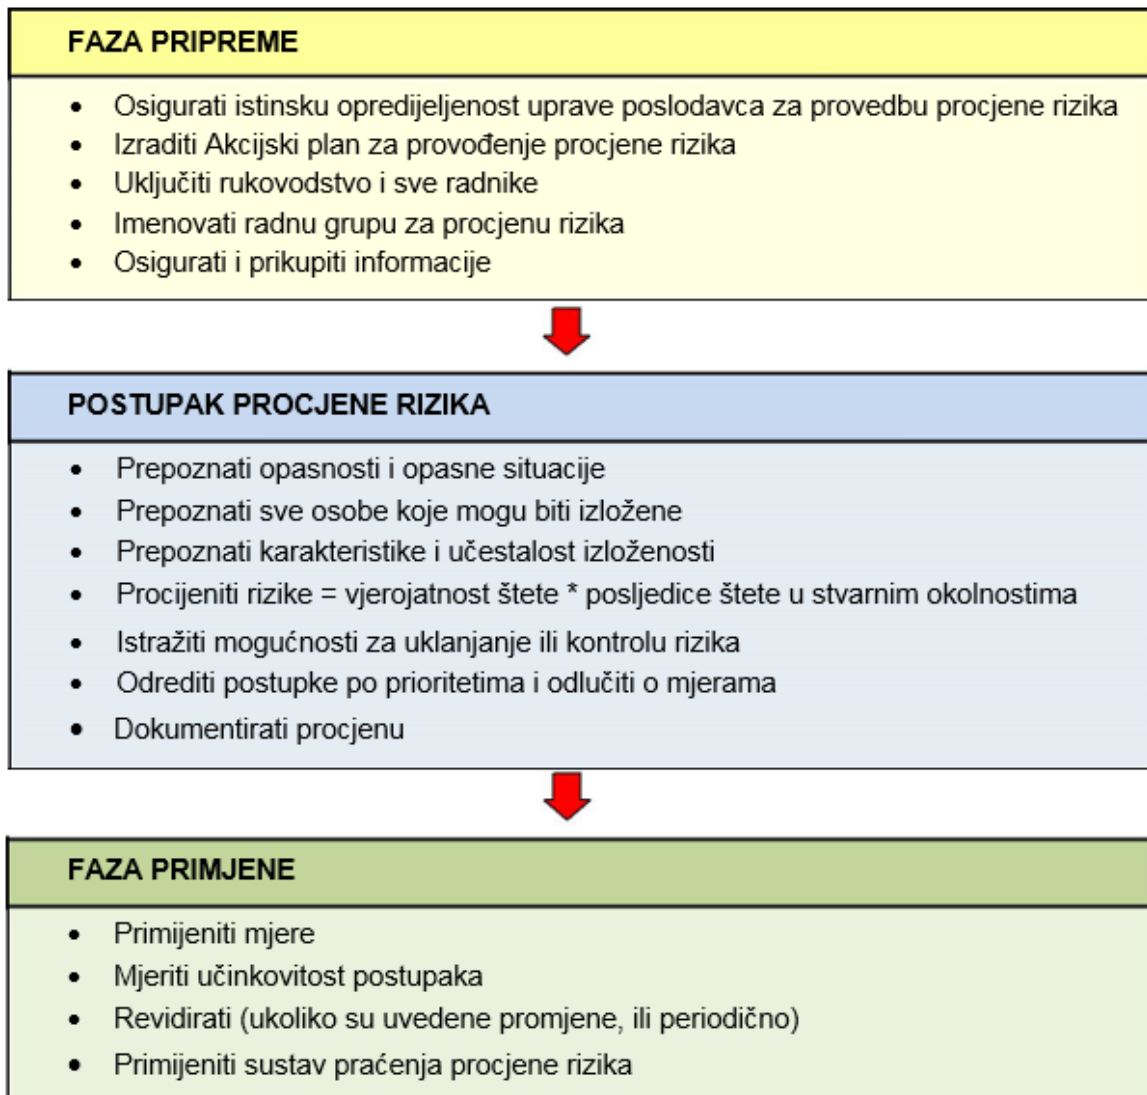 FAZA PRIPREME
• Osigurati istinsku opredijeljenost uprave poslodavca za provedbu procjene rizika
• Izraditi Akcijski plan za provođenje procjene rizika
• Uključiti rukovodstvo i sve radnike
• Imenovati radnu grupu za procjenu rizika
• Osigurati i prikupiti informacije
POSTUPAK PROCJENE RIZIKA
• Prepoznati opasnosti i opasne situacije
• Prepoznati sve osobe koje mogu biti izložene
• Prepoznati karakteristike i učestalost izloženosti
• Procijeniti rizike = vjerojatnost štete * posljedice štete u stvarnim okolnostima
• Istražiti mogućnosti za uklanjanje ili kontrolu rizika
• Odrediti postupke po prioritetima i odlučiti o mjerama
• Dokumentirati procjenu
FAZA PRIMJENE
• Primijeniti mjere
• Mjeriti učinkovitost postupaka
• Revidirati (ukoliko su uvedene promjene, ili periodično)
• Primijeniti sustav praćenja procjene rizika